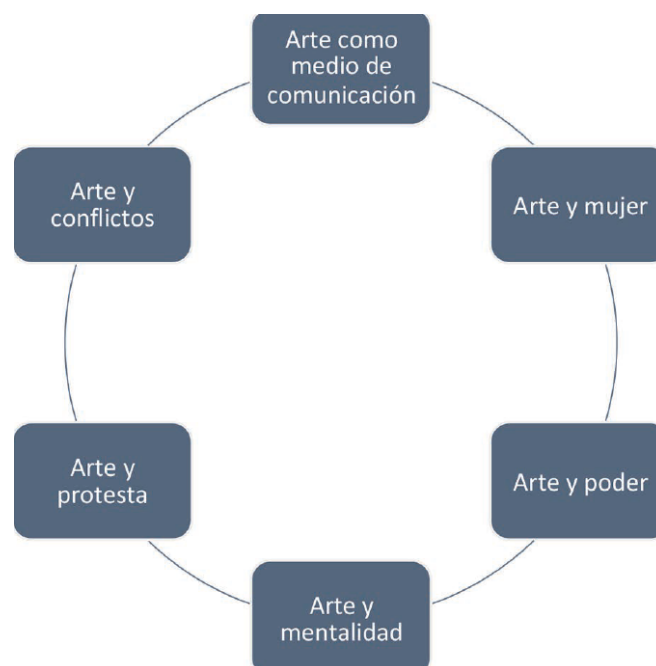 Arte como
medio de
comunicación
Arte y mujer
Arte y poder
Arte y
mentalidad
Arte y
protesta
Arte y
conflictos